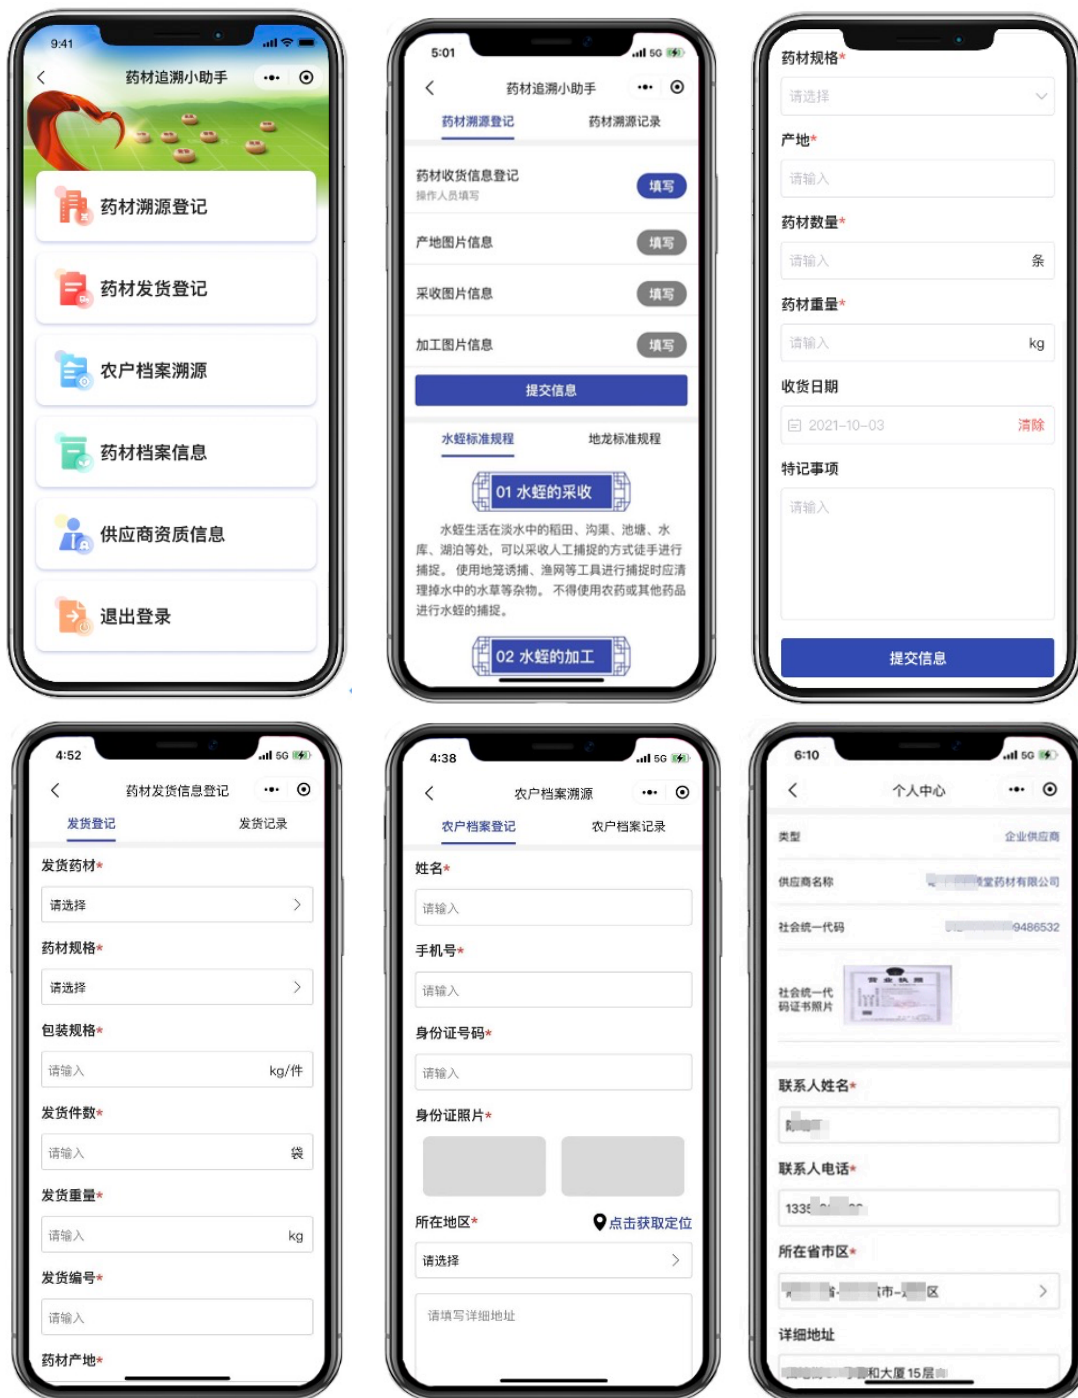 9:41
药材追溯小助手
药材溯源登记
药材发货登记
农户档案溯源
药材档案信息
供应商资质信息
退出登录
5:01
5G
药材追溯小助手
药材溯源登记
药材溯源记录
药材收货信息登记
操作人员填写
填写
产地图片信息
填写
采收图片信息
填写
加工图片信息
填写
提交信息
水蛭标准规程
地龙标准规程
01 水蛭的采收
水蛭生活在淡水中的稻田、沟渠、池塘、水
库、湖泊等处，可以采收人工捕捉的方式徒手进行
捕捉。 使用地笼诱捕、渔网等工具进行捕捉时应清
理掉水中的水草等杂物。 不得使用农药或其他药品
进行水蛭的捕捉。
02 水蛭的加工
药材规格*
请选择
产地*
请输入
药材数量*
请输入
条
药材重量*
请输入
kg
收货日期
2021-10-03
清除
特记事项
请输入
提交信息
4:52
5G
药材发货信息登记
发货登记
发货记录
发货药材*
请选择
药材规格*
请选择
包装规格*
请输入
kg/件
发货件数*
请输入
袋
发货重量*
请输入
kg
发货编号*
请输入
药材产地*
4:38
5G
农户档案溯源
农户档案登记
农户档案记录
姓名*
请输入
手机号*
请输入
身份证号码*
请输入
身份证照片*
所在地区*
点击获取定位
请选择
请填写详细地址
6:10
5G
个人中心
类型
企业供应商
供应商名称
堂药材有限公司
社会统一代码
9486532
社会统一代
码证书照片
营业执照
联系人姓名*
联系人电话*
1335
所在省市区*
省-
市-
区
详细地址
和大厦15层